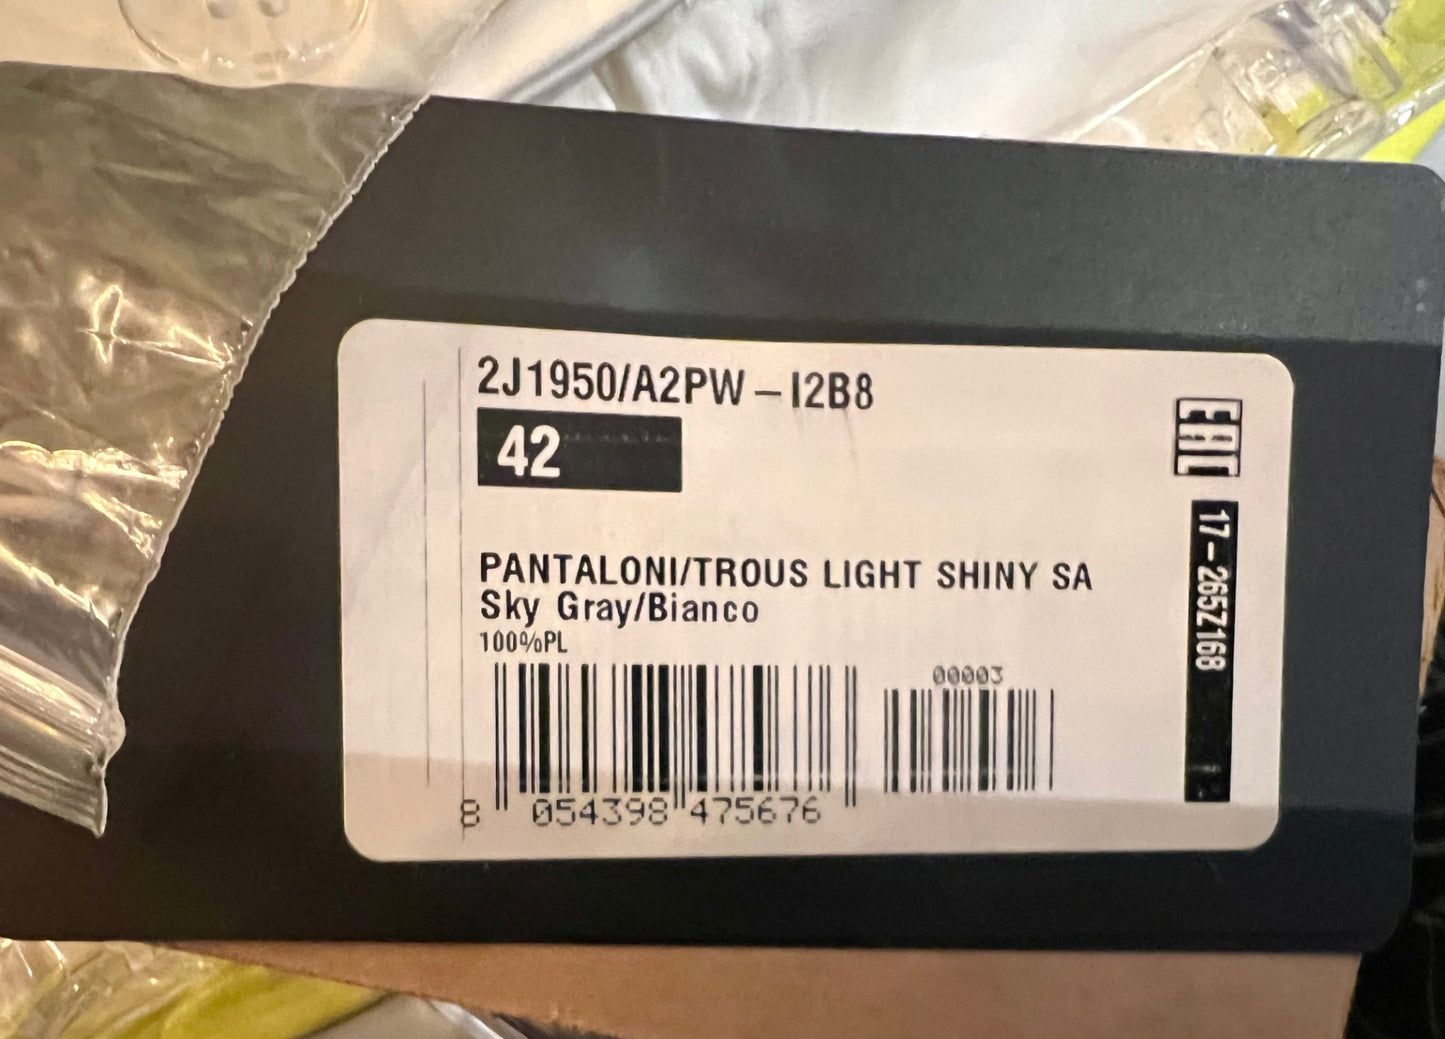 2J1950/A2PW – I2B8
42
PANTALONI/TROUS LIGHT SHINY SA
Sky Gray/Bianco
100%PL
00003
8 054398 475676
EAC
17 – 265Z168